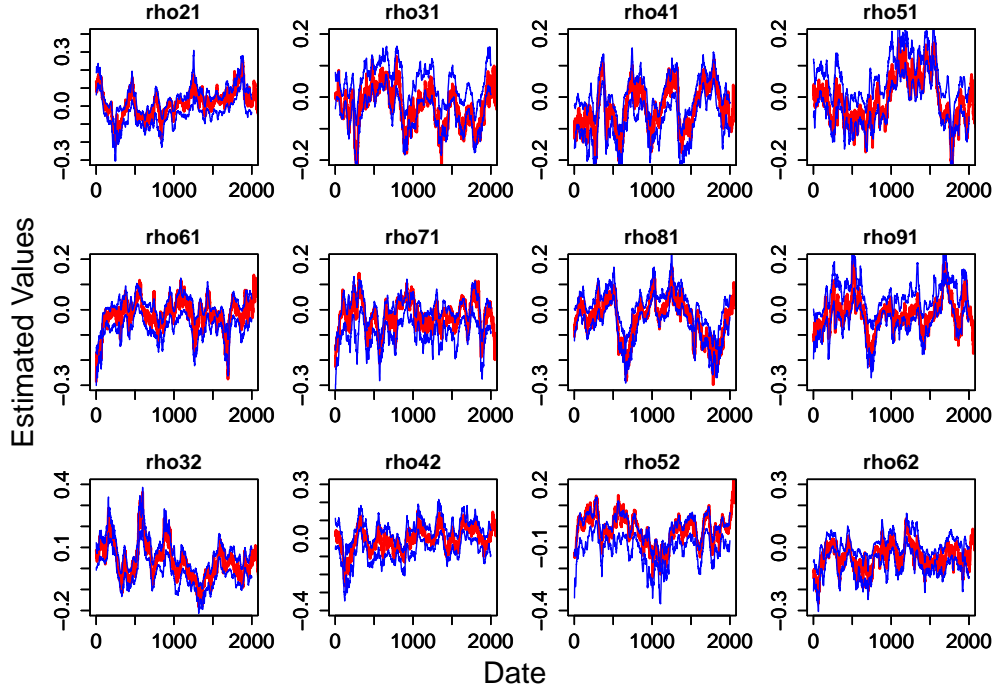 rho21 rho31 rho41 rho51
0.3 0.2 0.2 0.2
0.0 0.0 0.0 0.0
−0.3 −0.2 −0.2 −0.2
0 1000 2000 0 1000 2000 0 1000 2000 0 1000 2000
rho61 rho71 rho81 rho91
0.2 0.2 0.2 0.2
0.0 0.0 0.0 0.0
−0.3 −0.3 −0.3 −0.3
0 1000 2000 0 1000 2000 0 1000 2000 0 1000 2000
Estimated Values
rho32 rho42 rho52 rho62
0.4 0.3 0.2 0.3
0.1 0.0 −0.1 0.0
−0.2 −0.4 −0.4 −0.3
0 1000 2000 0 1000 2000 0 1000 2000 0 1000 2000
Date